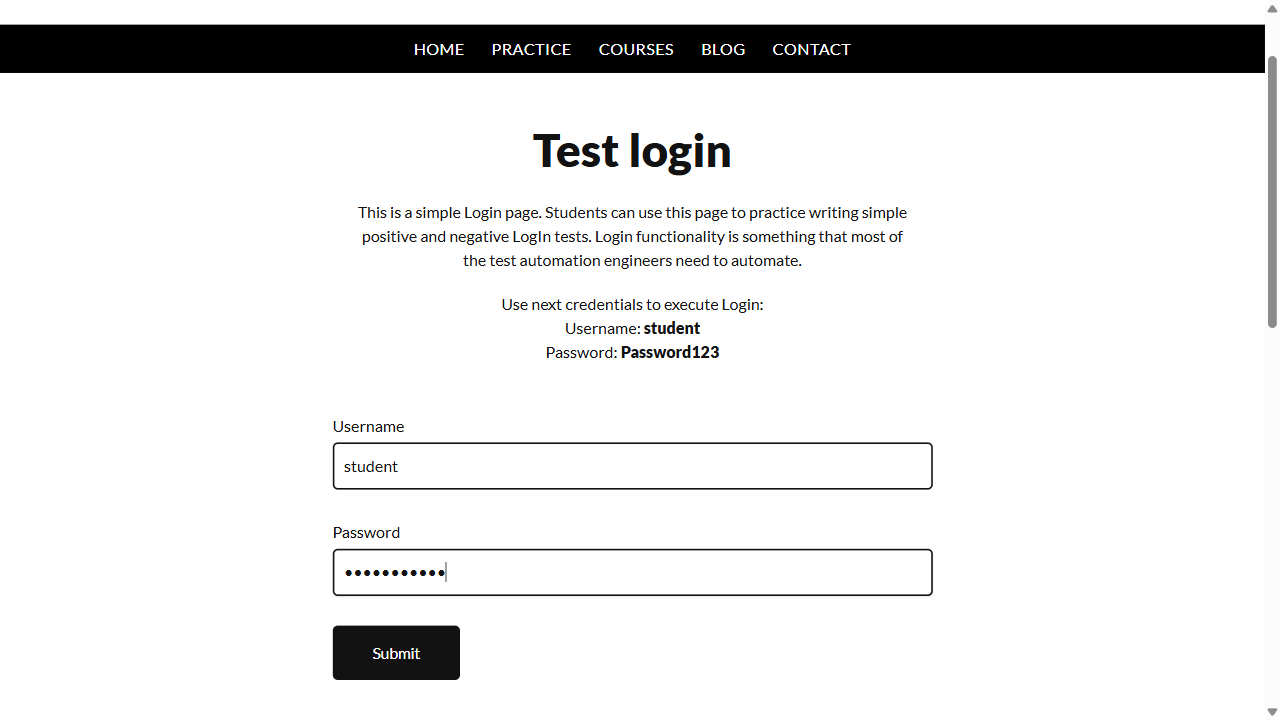 HOME PRACTICE COURSES BLOG CONTACT
Test login
This is a simple Login page. Students can use this page to practice writing simple
positive and negative LogIn tests. Login functionality is something that most of
the test automation engineers need to automate.
Use next credentials to execute Login:
Username: student
Password: Password123
Username
student
Password
•••••••••••
Submit